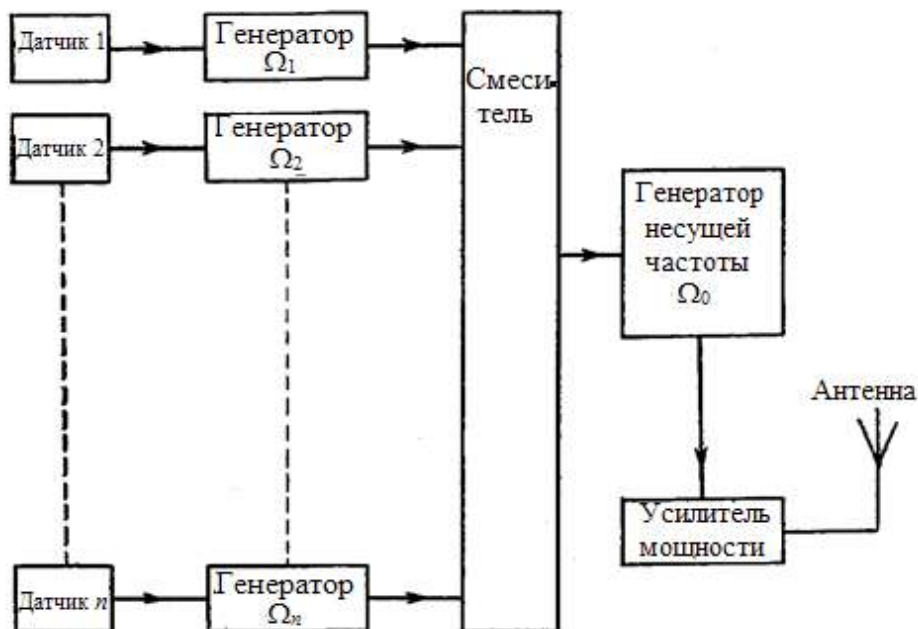 Датчик 1
Генератор
Ω1
Смеси-
тель
Датчик 2
Генератор
Ω2
Генератор
несущей
частоты
Ω0
Антенна
Усилитель
мощности
Датчик n
Генератор
Ωn